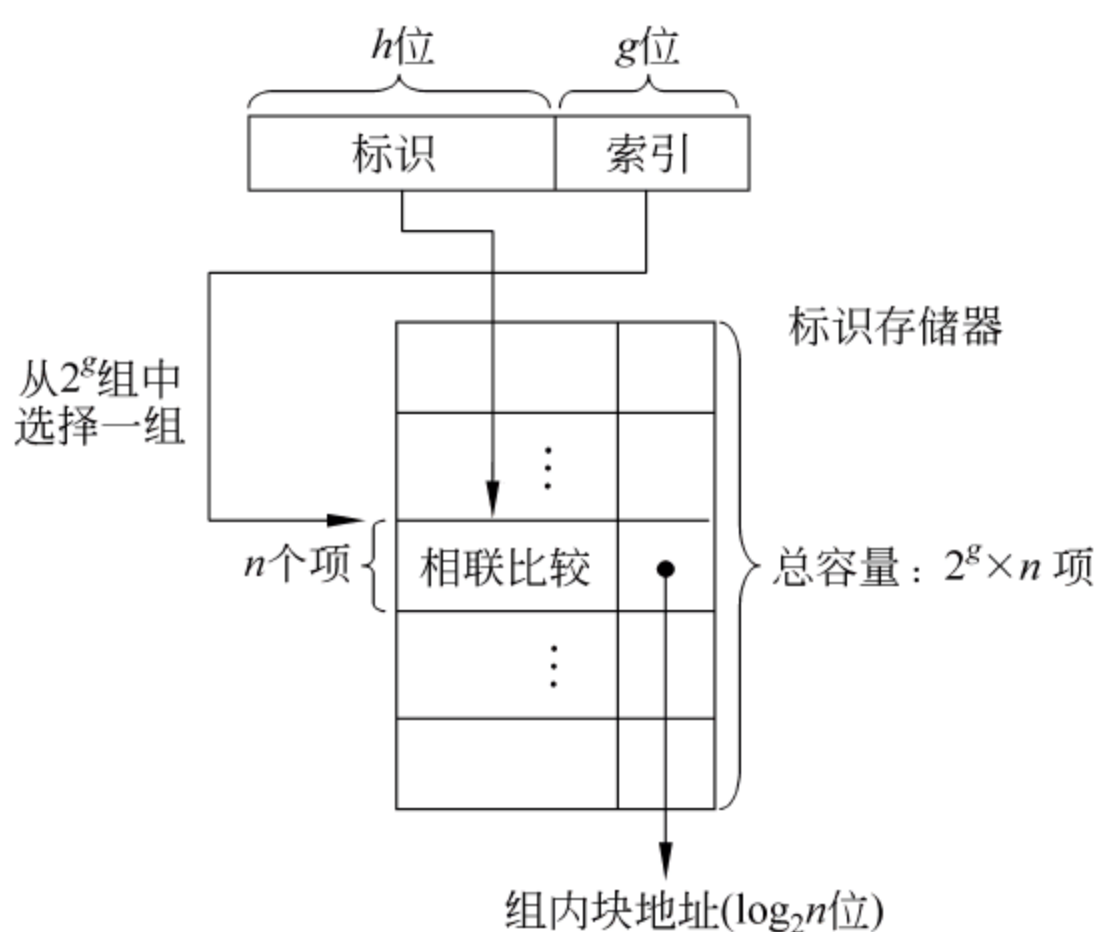 h位
g位
标识
索引
标识存储器
从2^g组中
选择一组
n个项
相联比较
总容量：2^g×n 项
组内块地址(log₂n位)